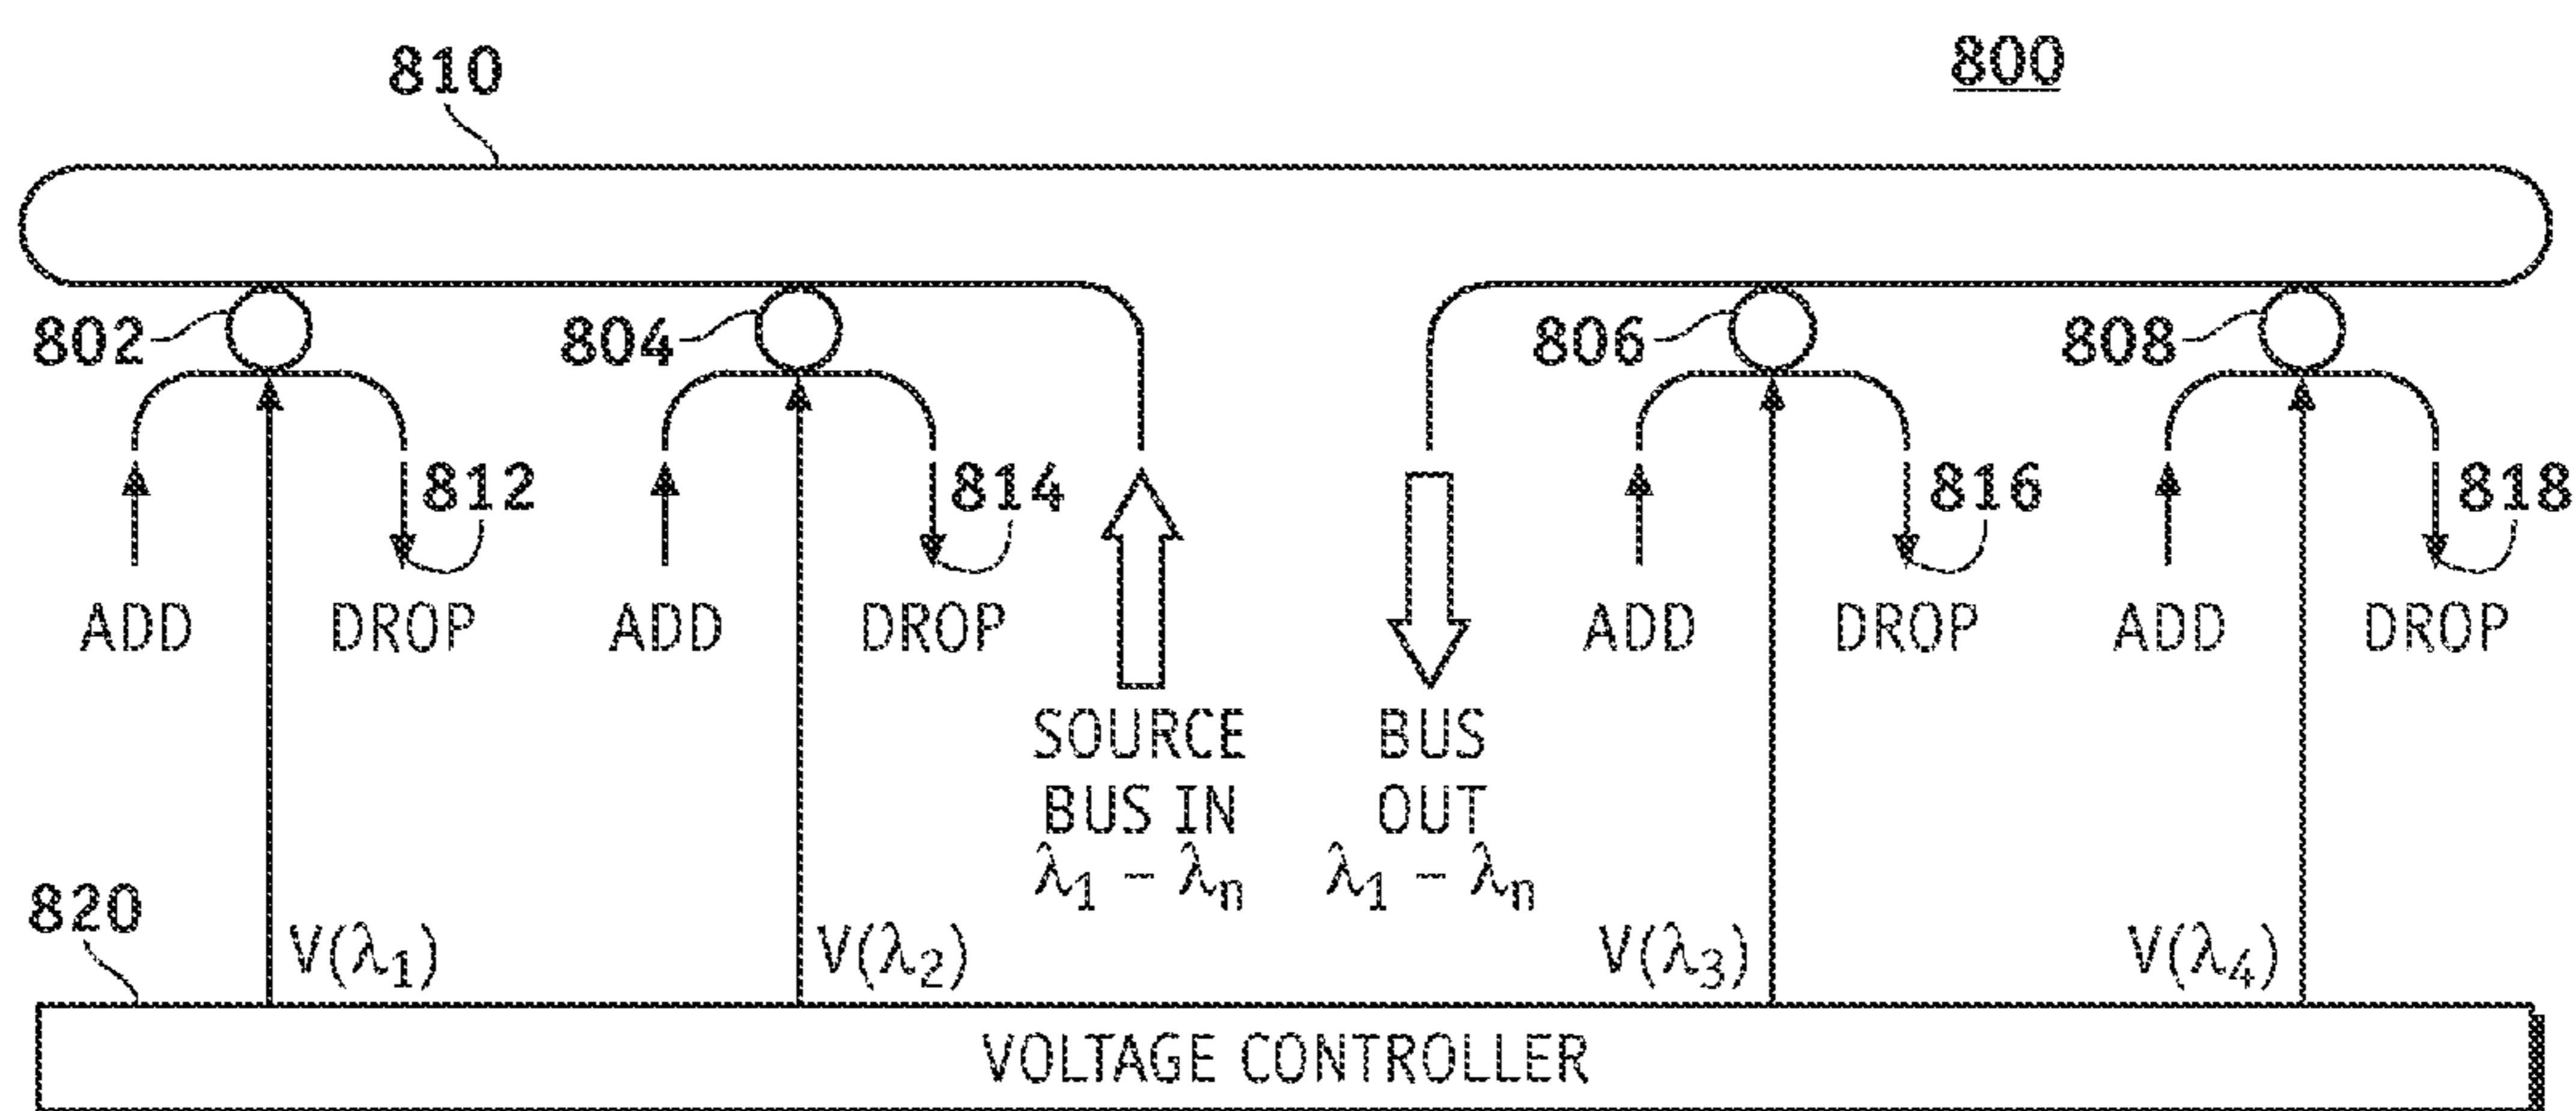 810
800
802
804
806
808
812
814
816
818
ADD
DROP
ADD
DROP
ADD
DROP
ADD
DROP
SOURCE
BUS IN
λ1 – λn
BUS
OUT
λ1 – λn
820
V(λ1)
V(λ2)
V(λ3)
V(λ4)
VOLTAGE CONTROLLER